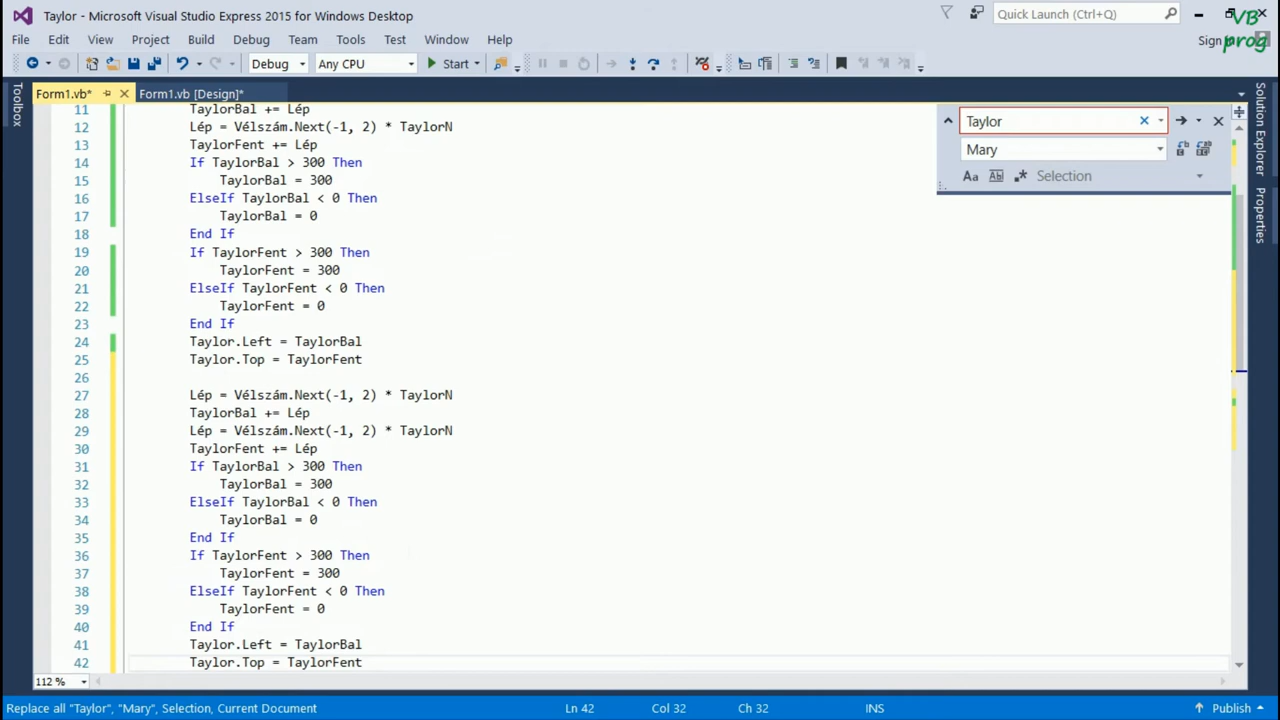 Taylor - Microsoft Visual Studio Express 2015 for Windows Desktop
Quick Launch (Ctrl+Q)
VB
prog
File Edit View Project Build Debug Team Tools Test Window Help
Sign
Debug Any CPU Start
Form1.vb* Form1.vb [Design]*
Toolbox
Solution Explorer
Properties
Taylor
Mary
Aa Selection
11 TaylorBal += Lép
12 Lép = Vélszám.Next(-1, 2) * TaylorN
13 TaylorFent += Lép
14 If TaylorBal > 300 Then
15 TaylorBal = 300
16 ElseIf TaylorBal < 0 Then
17 TaylorBal = 0
18 End If
19 If TaylorFent > 300 Then
20 TaylorFent = 300
21 ElseIf TaylorFent < 0 Then
22 TaylorFent = 0
23 End If
24 Taylor.Left = TaylorBal
25 Taylor.Top = TaylorFent
26
27 Lép = Vélszám.Next(-1, 2) * TaylorN
28 TaylorBal += Lép
29 Lép = Vélszám.Next(-1, 2) * TaylorN
30 TaylorFent += Lép
31 If TaylorBal > 300 Then
32 TaylorBal = 300
33 ElseIf TaylorBal < 0 Then
34 TaylorBal = 0
35 End If
36 If TaylorFent > 300 Then
37 TaylorFent = 300
38 ElseIf TaylorFent < 0 Then
39 TaylorFent = 0
40 End If
41 Taylor.Left = TaylorBal
42 Taylor.Top = TaylorFent
112 %
Replace all "Taylor", "Mary", Selection, Current Document Ln 42 Col 32 Ch 32 INS Publish